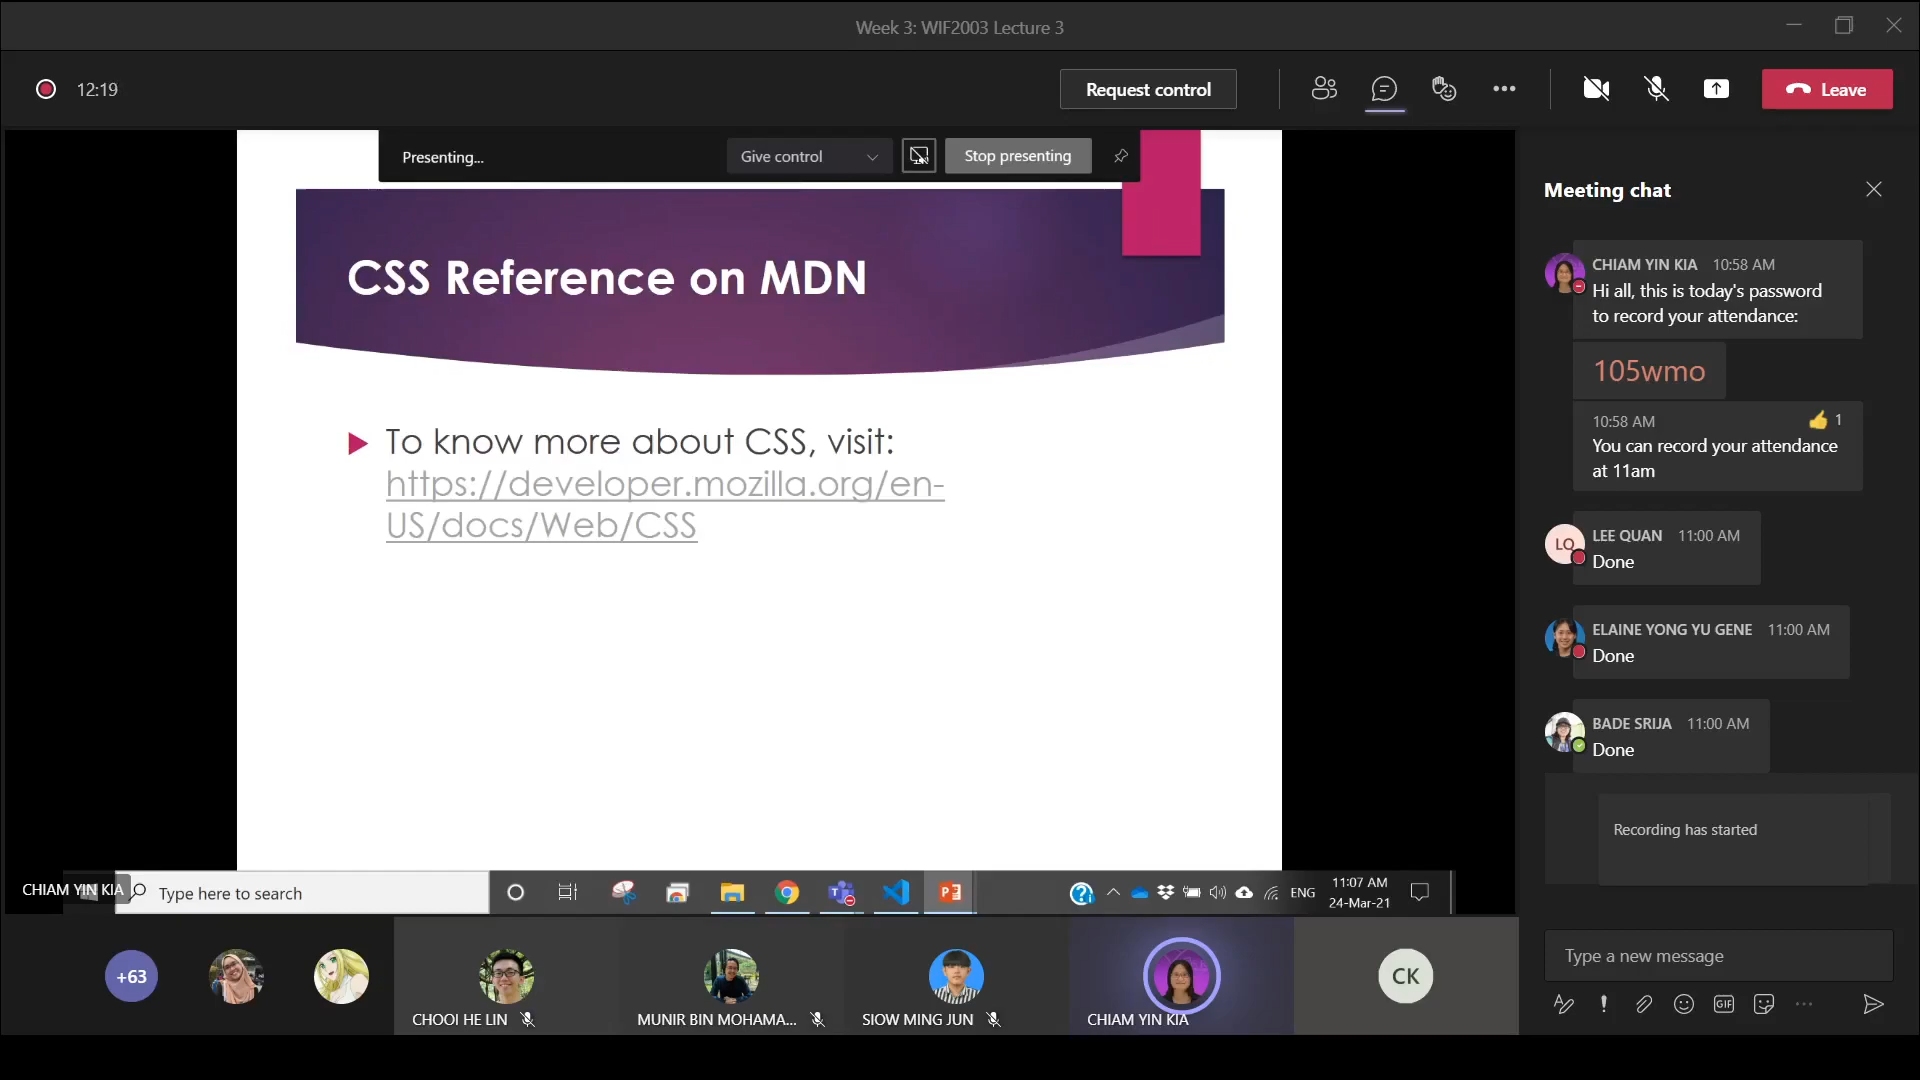 Week 3: WIF2003 Lecture 3
12:19
Request control
Leave
Presenting...
Give control
Stop presenting
CSS Reference on MDN
To know more about CSS, visit:
https://developer.mozilla.org/en-
US/docs/Web/CSS
Meeting chat
CHIAM YIN KIA 10:58 AM
Hi all, this is today's password
to record your attendance:
105wmo
10:58 AM 1
You can record your attendance
at 11am
LQ
LEE QUAN 11:00 AM
Done
ELAINE YONG YU GENE 11:00 AM
Done
BADE SRIJA 11:00 AM
Done
Recording has started
CHIAM YIN KIA
Type here to search
ENG
11:07 AM
24-Mar-21
+63
CHOOI HE LIN
MUNIR BIN MOHAMA...
SIOW MING JUN
CHIAM YIN KIA
CK
Type a new message
GIF